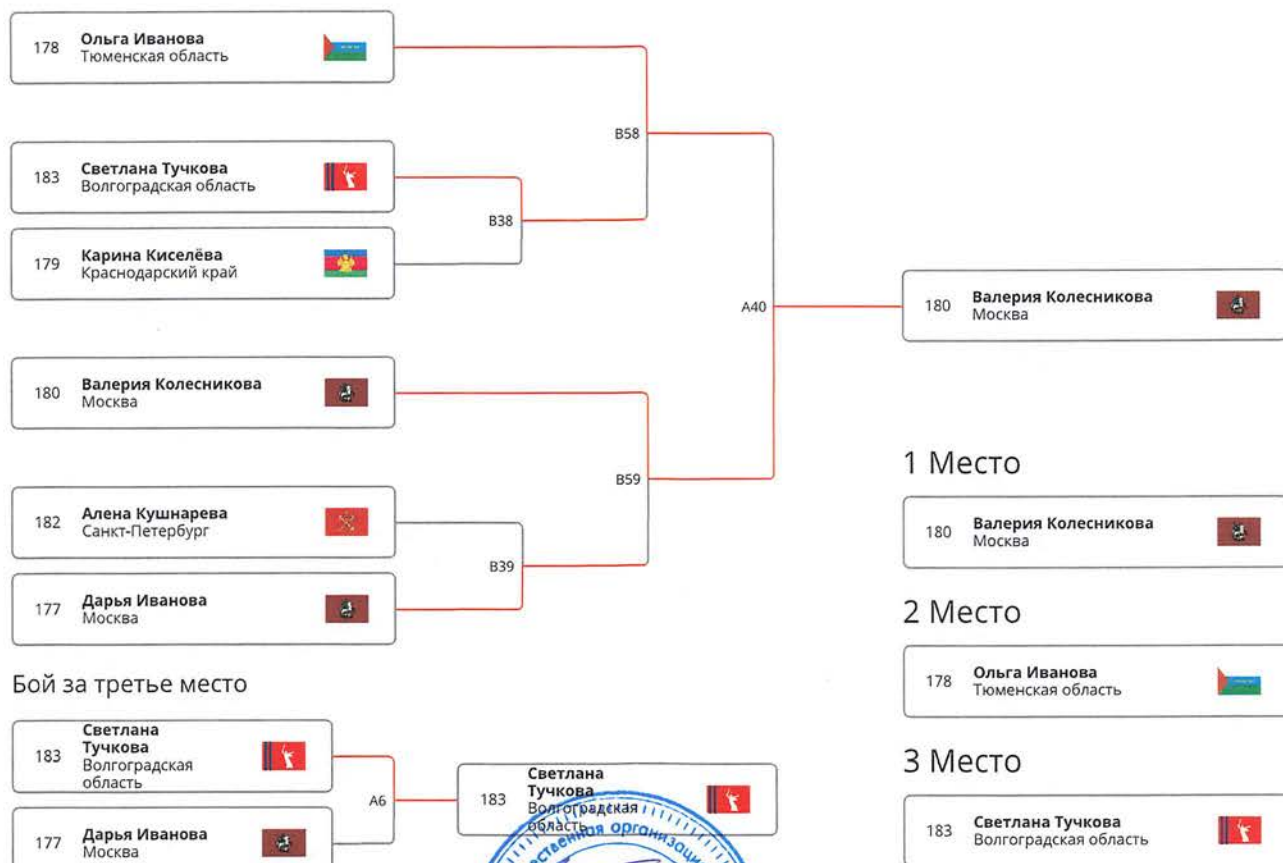 178 Ольга Иванова
Тюменская область
B58
183 Светлана Тучкова
Волгоградская область
B38
179 Карина Киселёва
Краснодарский край
A40
180 Валерия Колесникова
Москва
180 Валерия Колесникова
Москва
B59
182 Алена Кушнарева
Санкт-Петербург
B39
177 Дарья Иванова
Москва
1 Место
180 Валерия Колесникова
Москва
2 Место
178 Ольга Иванова
Тюменская область
3 Место
183 Светлана Тучкова
Волгоградская область
Бой за третье место
183 Светлана
Тучкова
Волгоградская
область
A6
177 Дарья Иванова
Москва
183 Светлана
Тучкова
Волгоградская
область
организаци